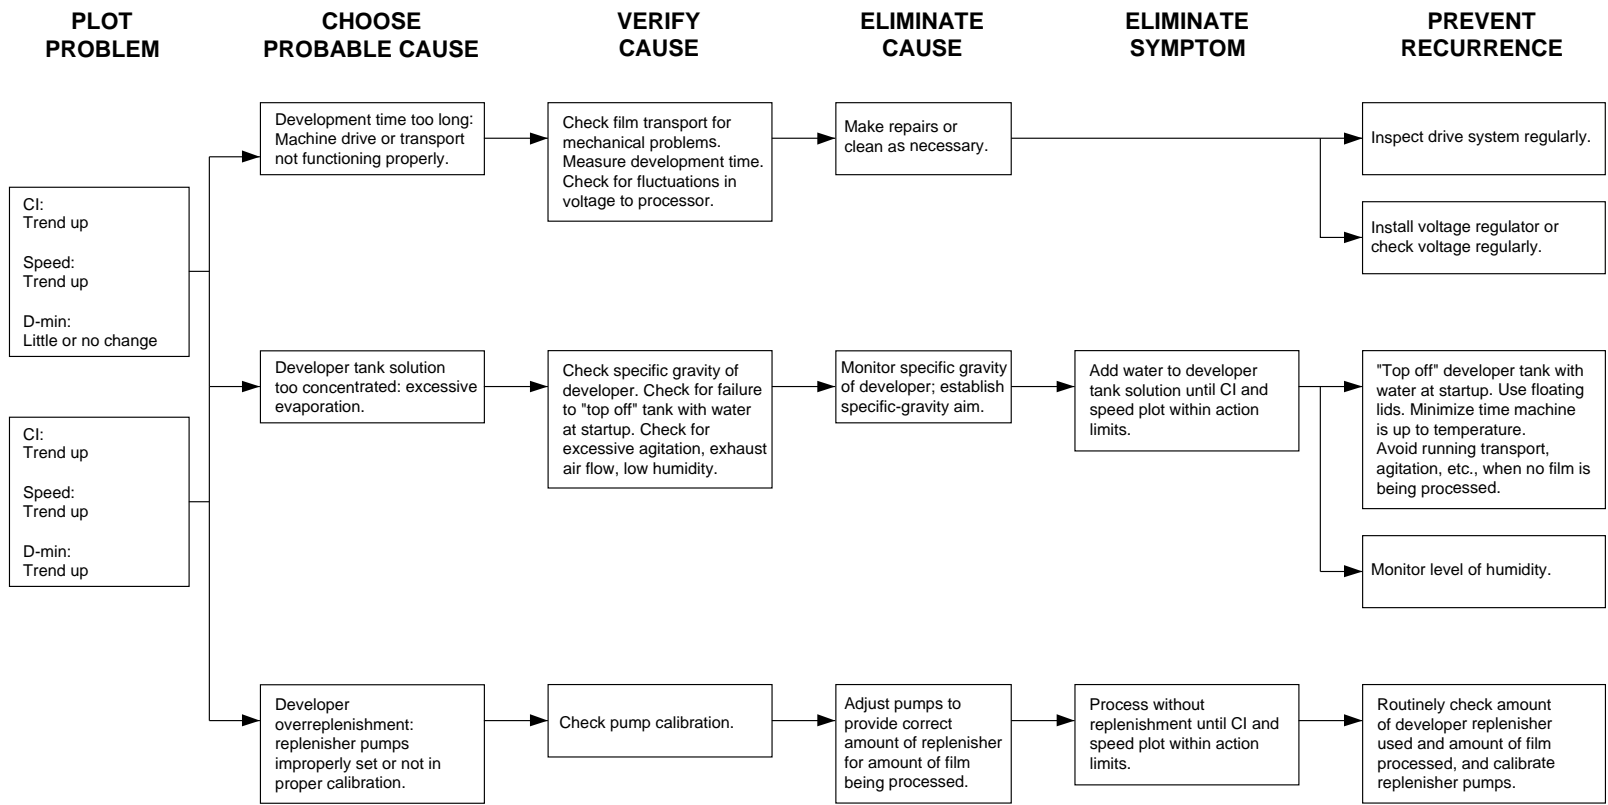 PLOT
PROBLEM
CHOOSE
PROBABLE CAUSE
VERIFY
CAUSE
ELIMINATE
CAUSE
ELIMINATE
SYMPTOM
PREVENT
RECURRENCE
CI:
Trend up
Speed:
Trend up
D-min:
Little or no change
CI:
Trend up
Speed:
Trend up
D-min:
Trend up
Development time too long:
Machine drive or transport
not functioning properly.
Check film transport for
mechanical problems.
Measure development time.
Check for fluctuations in
voltage to processor.
Make repairs or
clean as necessary.
Inspect drive system regularly.
Install voltage regulator or
check voltage regularly.
Developer tank solution
too concentrated: excessive
evaporation.
Check specific gravity of
developer. Check for failure
to "top off" tank with water
at startup. Check for
excessive agitation, exhaust
air flow, low humidity.
Monitor specific gravity
of developer; establish
specific-gravity aim.
Add water to developer
tank solution until CI and
speed plot within action
limits.
"Top off" developer tank with
water at startup. Use floating
lids. Minimize time machine
is up to temperature.
Avoid running transport,
agitation, etc., when no film is
being processed.
Monitor level of humidity.
Developer
overreplenishment:
replenisher pumps
improperly set or not in
proper calibration.
Check pump calibration.
Adjust pumps to
provide correct
amount of replenisher
for amount of film
being processed.
Process without
replenishment until CI and
speed plot within action
limits.
Routinely check amount
of developer replenisher
used and amount of film
processed, and calibrate
replenisher pumps.